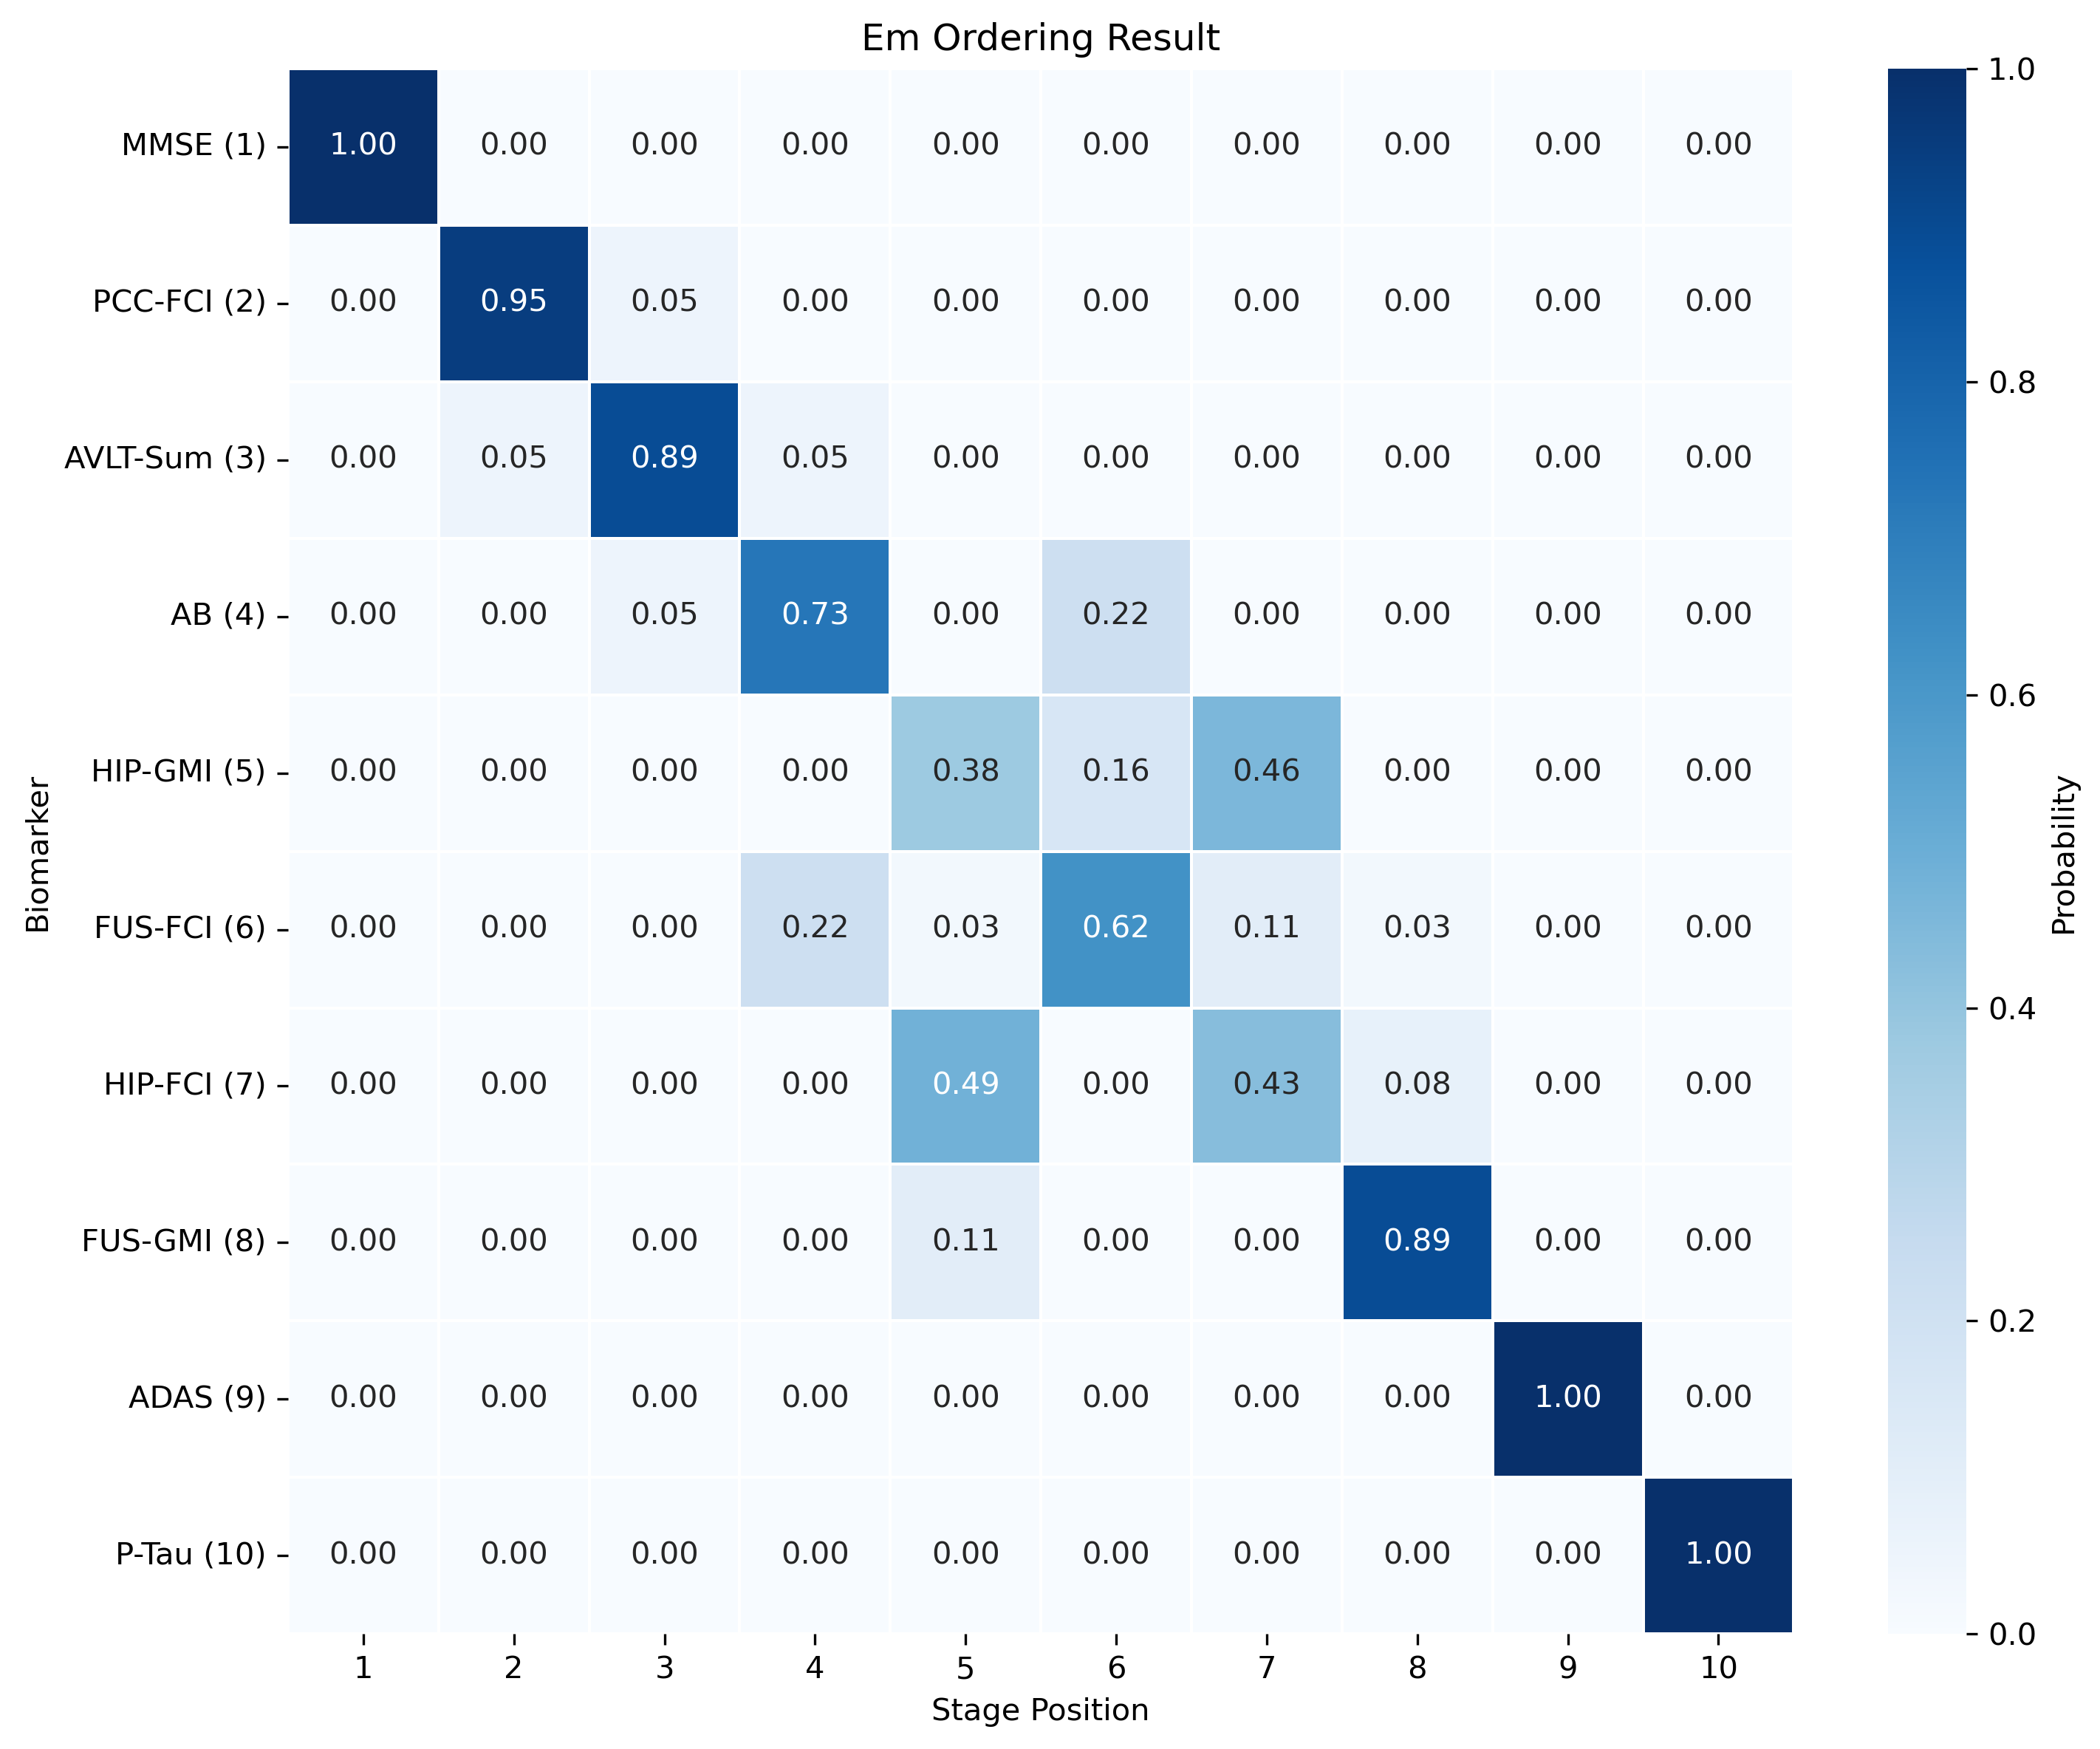 Em Ordering Result
MMSE (1) 1.00 0.00 0.00 0.00 0.00 0.00 0.00 0.00 0.00 0.00
PCC-FCI (2) 0.00 0.95 0.05 0.00 0.00 0.00 0.00 0.00 0.00 0.00
AVLT-Sum (3) 0.00 0.05 0.89 0.05 0.00 0.00 0.00 0.00 0.00 0.00
AB (4) 0.00 0.00 0.05 0.73 0.00 0.22 0.00 0.00 0.00 0.00
HIP-GMI (5) 0.00 0.00 0.00 0.00 0.38 0.16 0.46 0.00 0.00 0.00
FUS-FCI (6) 0.00 0.00 0.00 0.22 0.03 0.62 0.11 0.03 0.00 0.00
HIP-FCI (7) 0.00 0.00 0.00 0.00 0.49 0.00 0.43 0.08 0.00 0.00
FUS-GMI (8) 0.00 0.00 0.00 0.00 0.11 0.00 0.00 0.89 0.00 0.00
ADAS (9) 0.00 0.00 0.00 0.00 0.00 0.00 0.00 0.00 1.00 0.00
P-Tau (10) 0.00 0.00 0.00 0.00 0.00 0.00 0.00 0.00 0.00 1.00
1 2 3 4 5 6 7 8 9 10
Stage Position
Biomarker
1.0
0.8
0.6
0.4
0.2
0.0
Probability